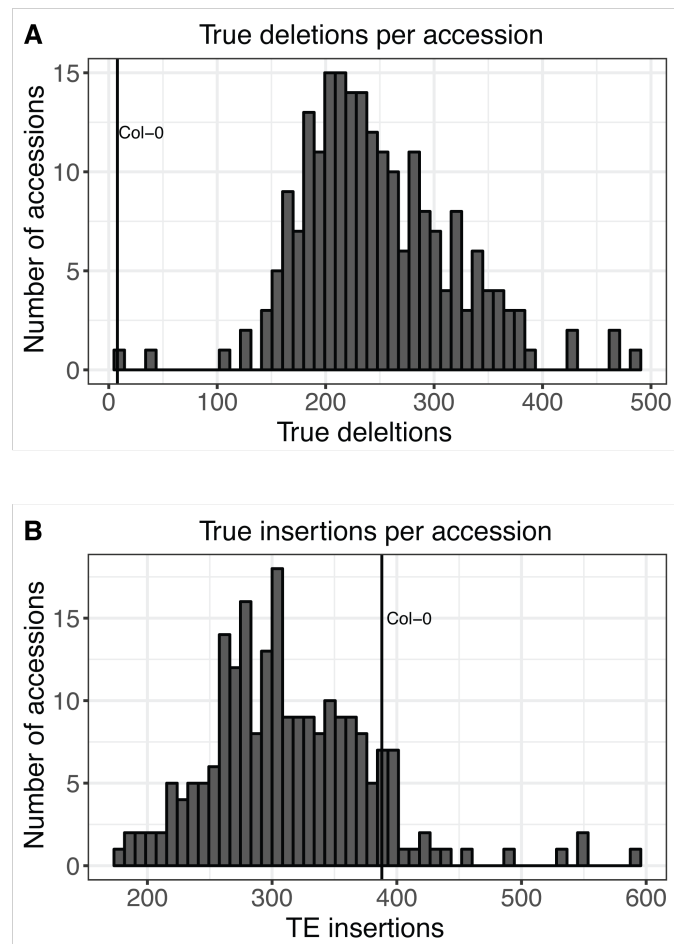 A
True deletions per accession
Number of accessions
15
10
5
0
Col−0
0 100 200 300 400 500
True deleltions
B
True insertions per accession
Number of accessions
15
10
5
0
Col−0
200 300 400 500 600
TE insertions